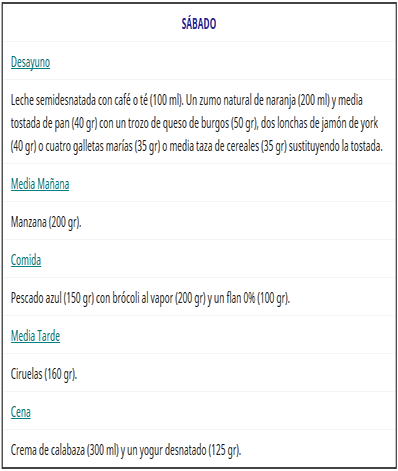 SÁBADO
Desayuno
Leche semidesnatada con café o té (100 ml). Un zumo natural de naranja (200 ml) y media
tostada de pan (40 gr) con un trozo de queso de burgos (50 gr), dos lonchas de jamón de york
(40 gr) o cuatro galletas marías (35 gr) o media taza de cereales (35 gr) sustituyendo la tostada.
Media Mañana
Manzana (200 gr).
Comida
Pescado azul (150 gr) con brócoli al vapor (200 gr) y un flan 0% (100 gr).
Media Tarde
Ciruelas (160 gr).
Cena
Crema de calabaza (300 ml) y un yogur desnatado (125 gr).